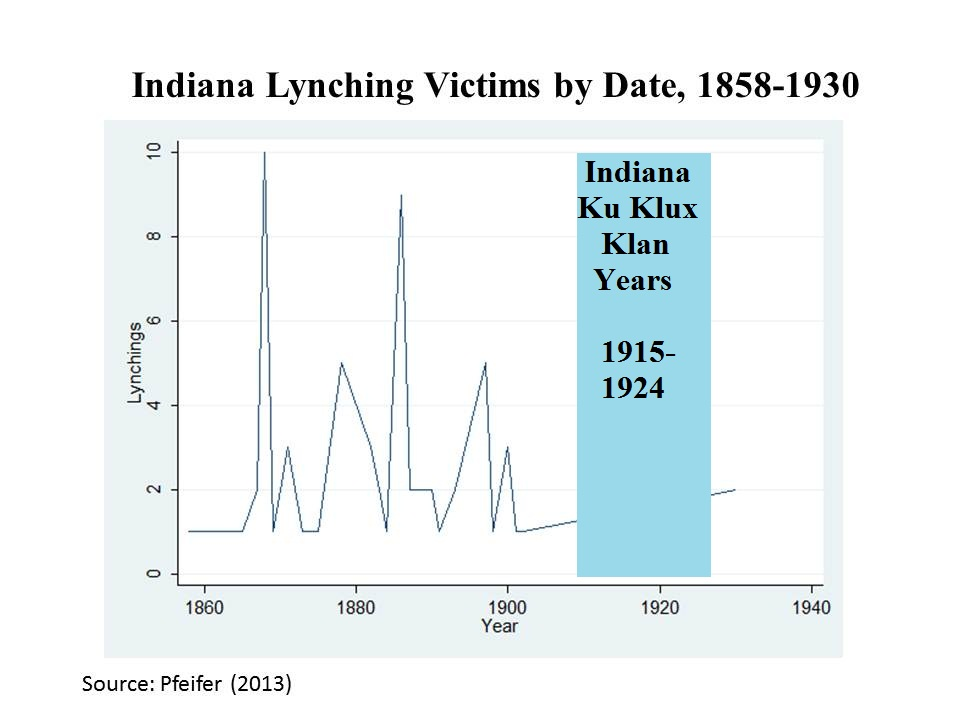 Indiana Lynching Victims by Date, 1858-1930
Lynchings
10
8
6
4
2
0
Indiana
Ku Klux
Klan
Years
1915-
1924
1860 1880 1900 1920 1940
Year
Source: Pfeifer (2013)